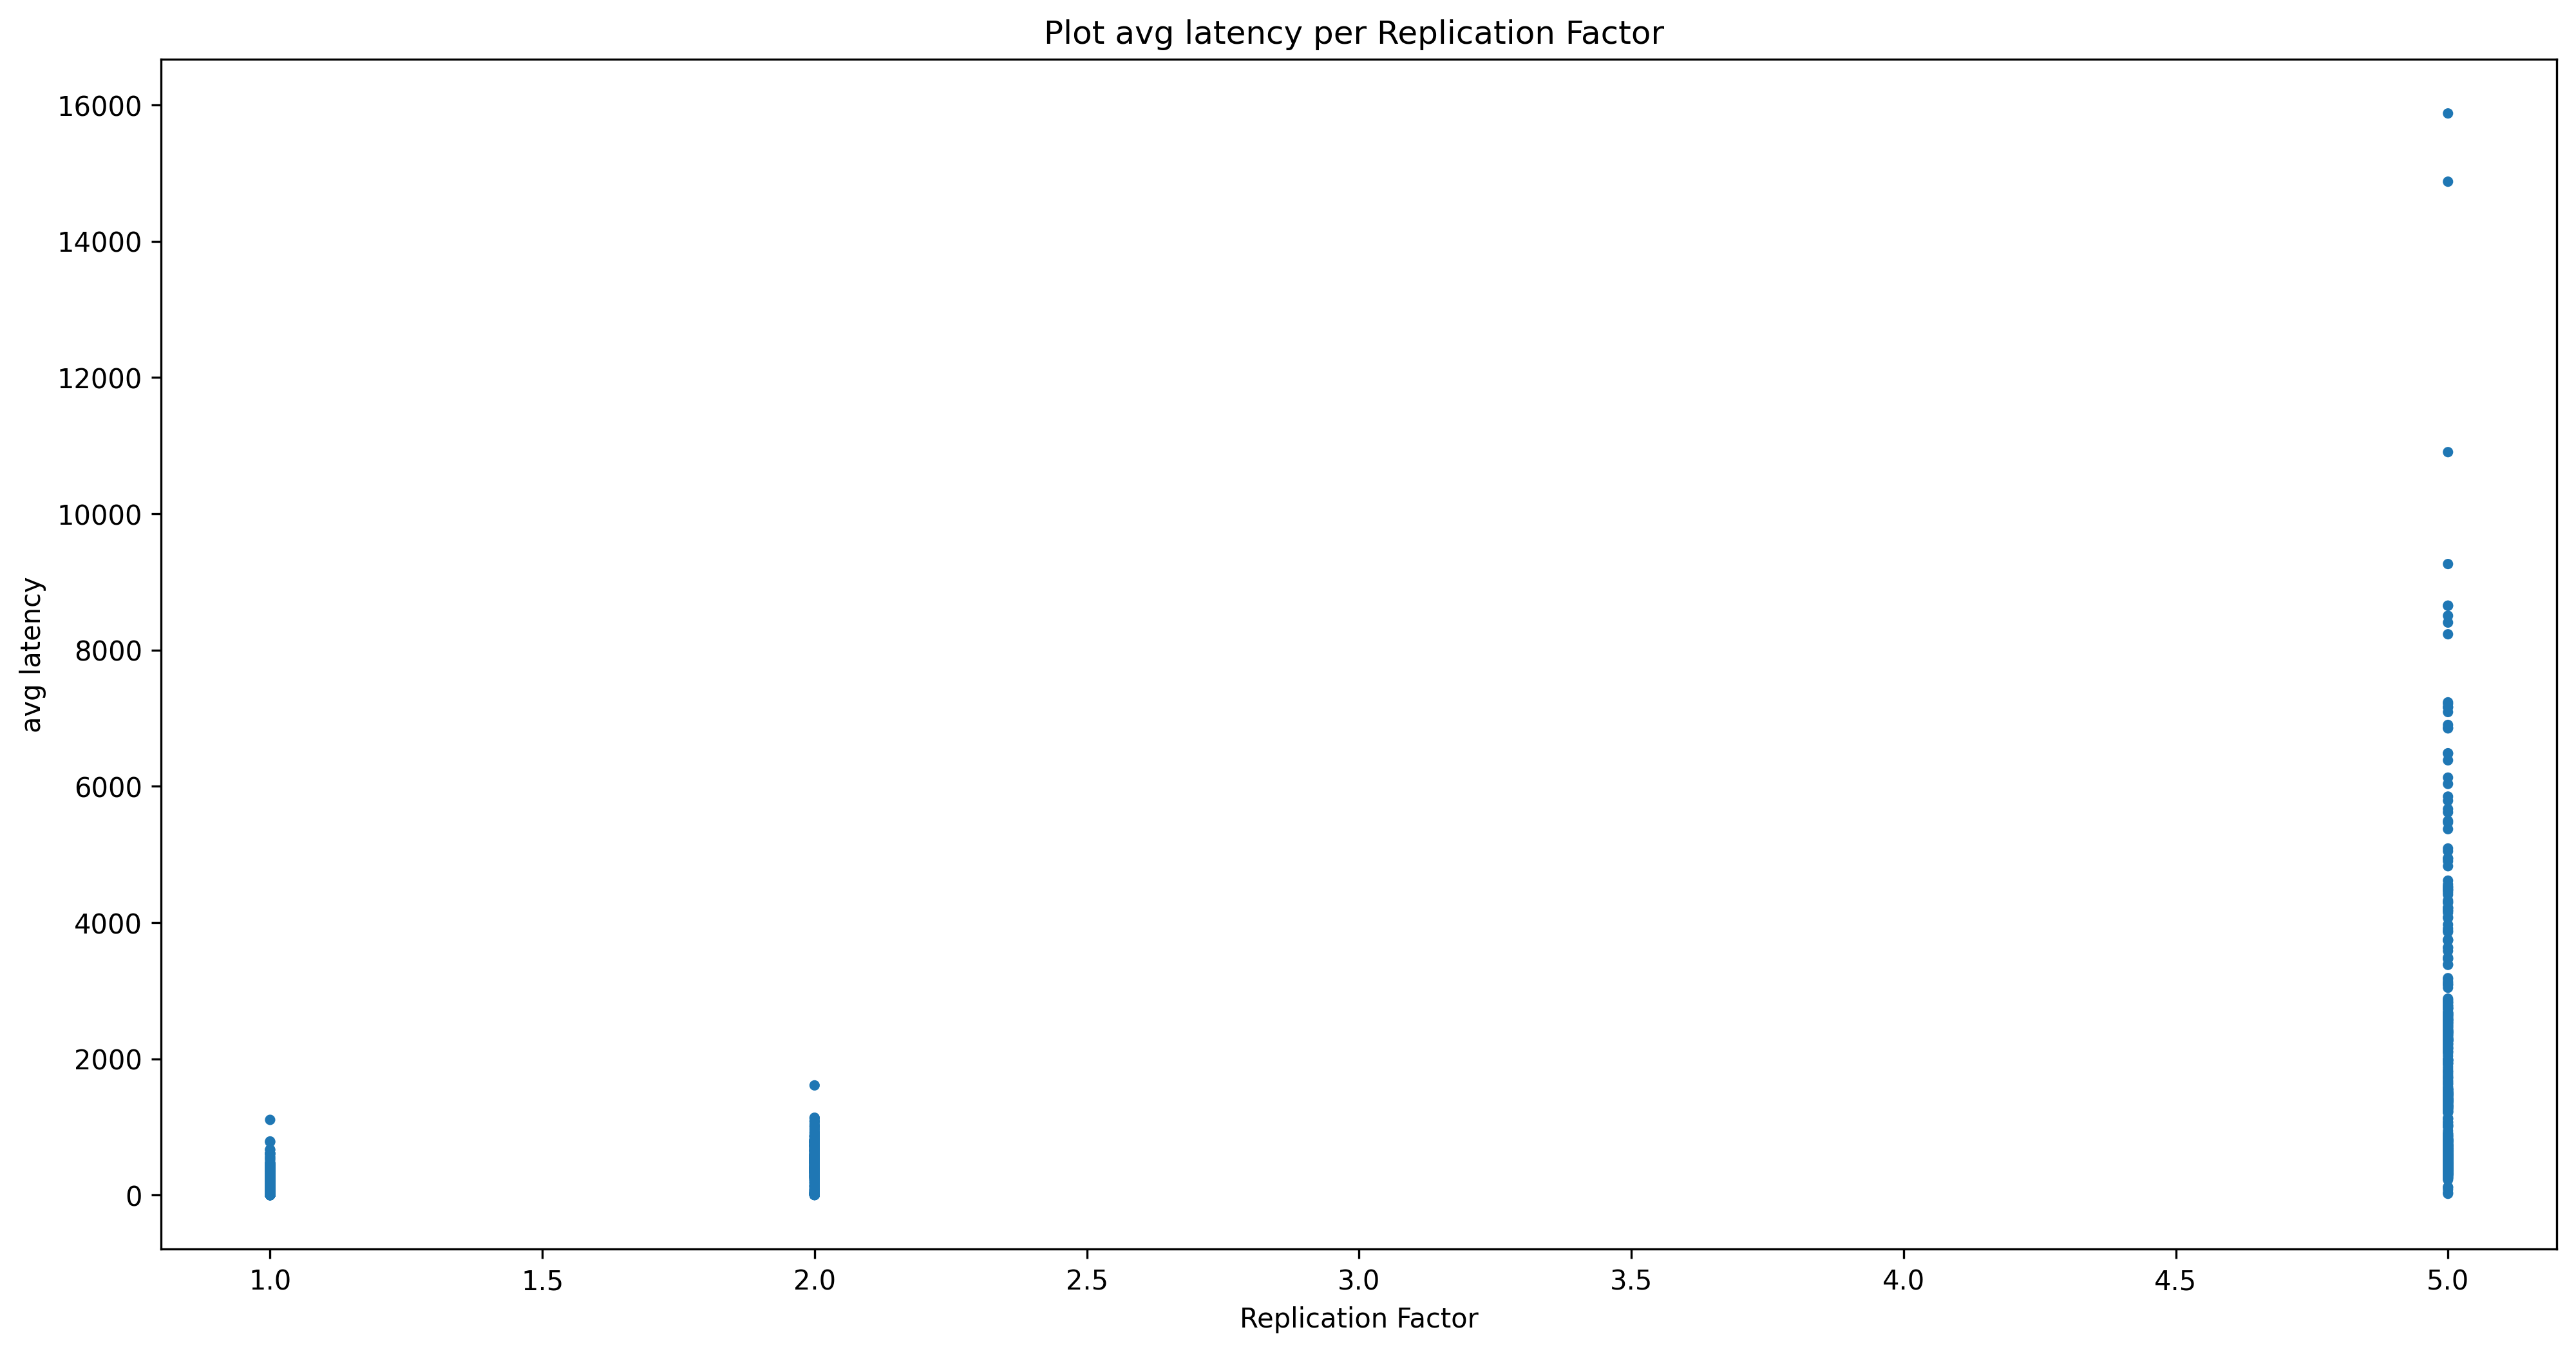 Plot avg latency per Replication Factor
16000
14000
12000
10000
8000
6000
4000
2000
0
avg latency
1.0 1.5 2.0 2.5 3.0 3.5 4.0 4.5 5.0
Replication Factor